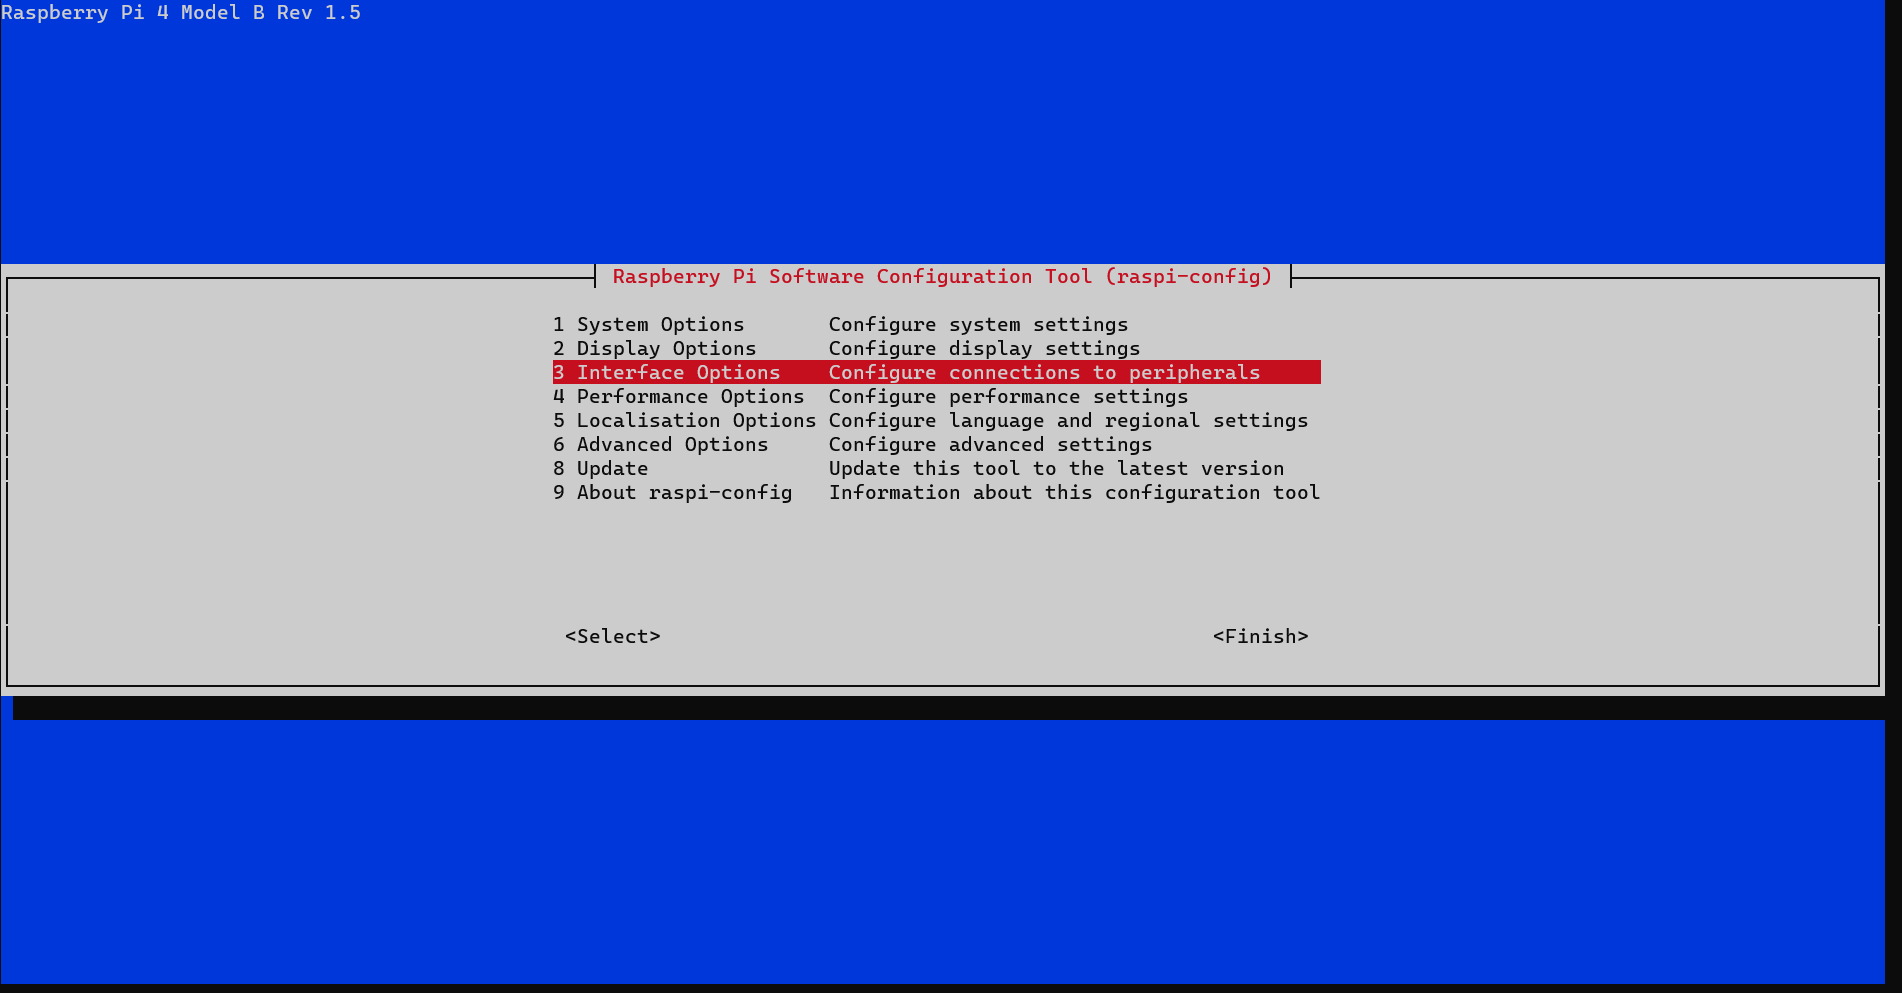 Raspberry Pi 4 Model B Rev 1.5
Raspberry Pi Software Configuration Tool (raspi-config)
1 System Options Configure system settings
2 Display Options Configure display settings
3 Interface Options Configure connections to peripherals
4 Performance Options Configure performance settings
5 Localisation Options Configure language and regional settings
6 Advanced Options Configure advanced settings
8 Update Update this tool to the latest version
9 About raspi-config Information about this configuration tool
<Select> <Finish>